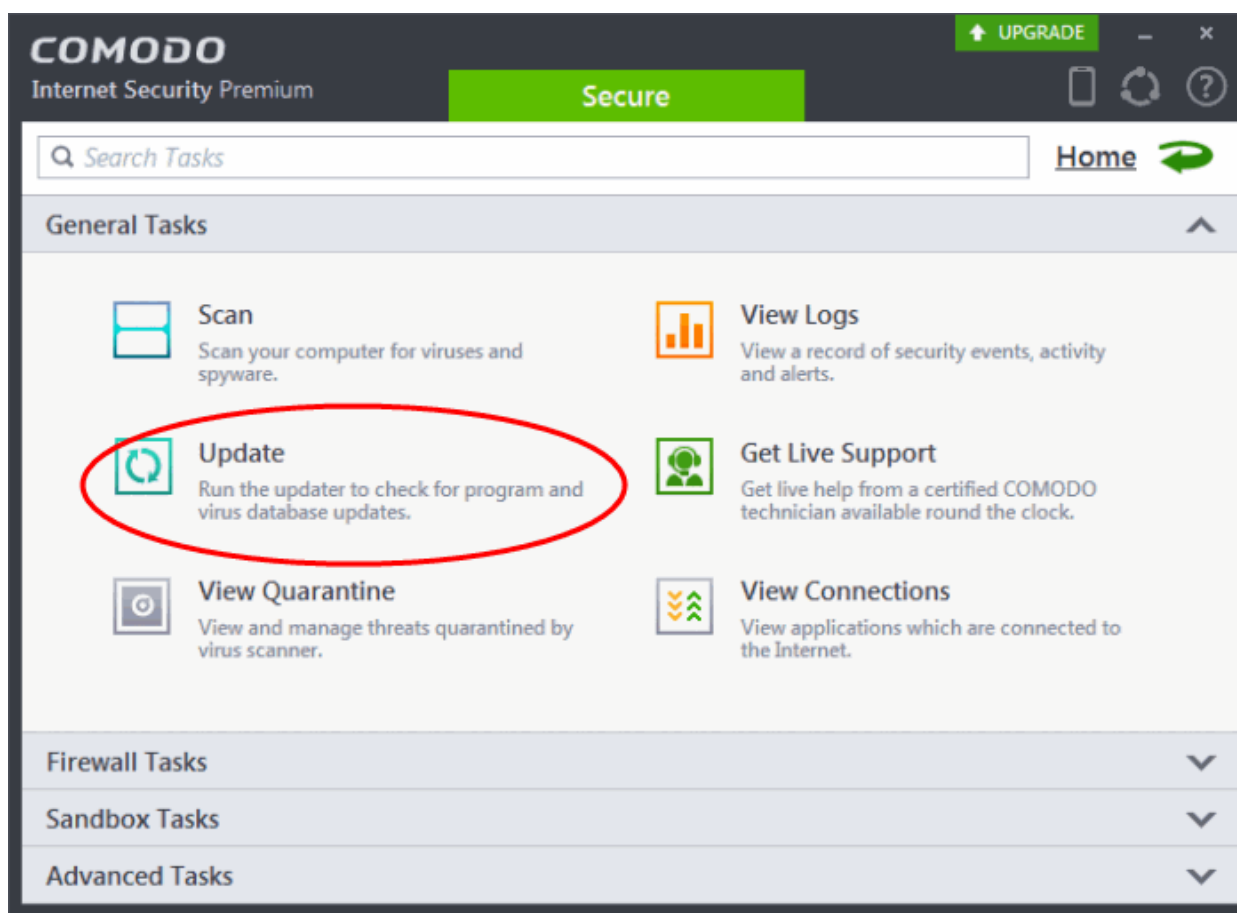 COMODO
Internet Security Premium
UPGRADE
Secure
?
Search Tasks
Home
General Tasks
Scan
Scan your computer for viruses and
spyware.
View Logs
View a record of security events, activity
and alerts.
Update
Run the updater to check for program and
virus database updates.
Get Live Support
Get live help from a certified COMODO
technician available round the clock.
View Quarantine
View and manage threats quarantined by
virus scanner.
View Connections
View applications which are connected to
the Internet.
Firewall Tasks
Sandbox Tasks
Advanced Tasks